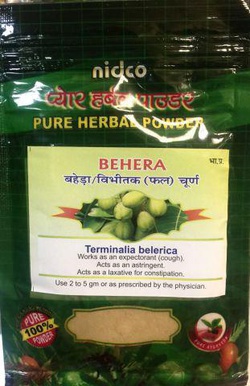 nidco
प्योर हर्बल पाउडर
PURE HERBAL POWDER
BEHERA
भा.प्र.
बहेड़ा/विभीतक (फल) चूर्ण
Terminalia belerica
Works as an expectorant (cough).
Acts as an astringent.
Acts as a laxative for constipation.
Use 2 to 5 gm or as prescribed by the physician.
PURE
100%
POWDER
PURE AYURVEDA